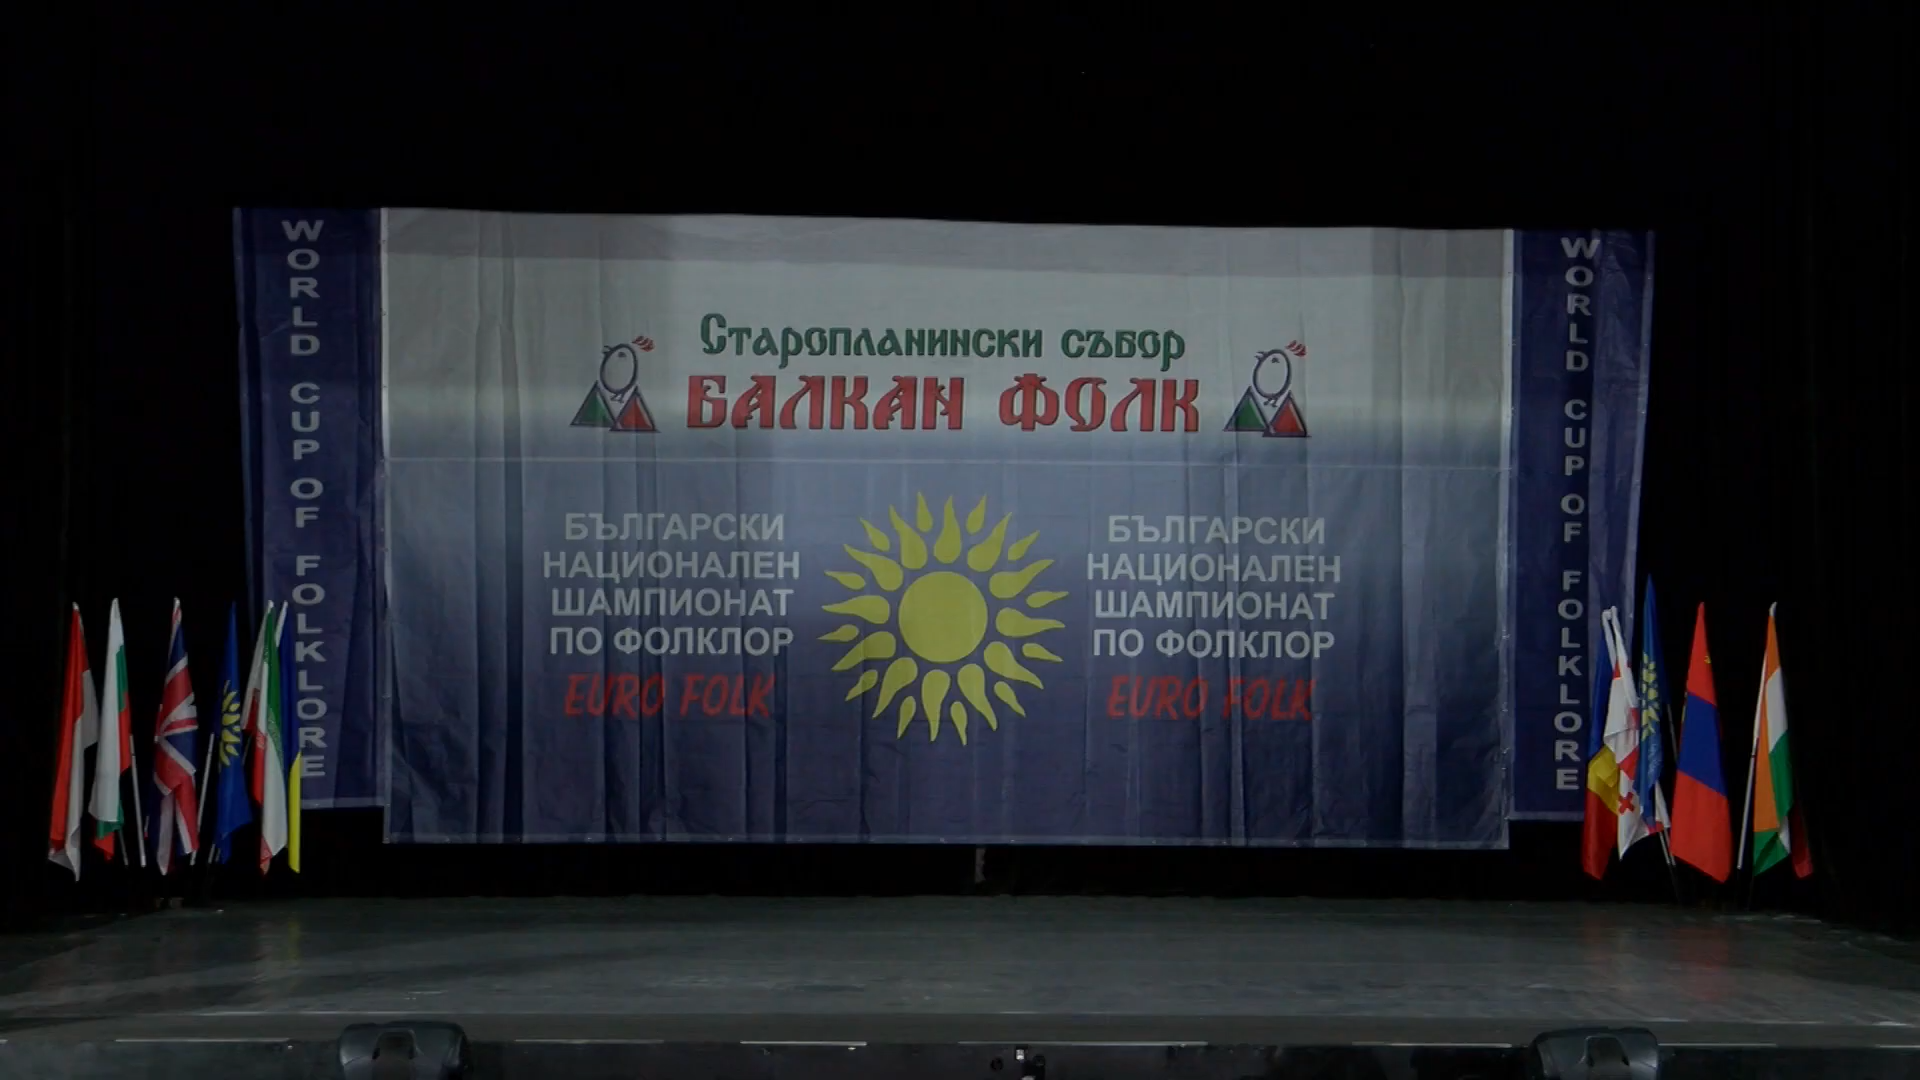 WORLD CUP OF FOLKLORE
Старопланински събор
БАЛКАН ФОЛК
БЪЛГАРСКИ
НАЦИОНАЛЕН
ШАМПИОНАТ
ПО ФОЛКЛОР
EURO FOLK
БЪЛГАРСКИ
НАЦИОНАЛЕН
ШАМПИОНАТ
ПО ФОЛКЛОР
EURO FOLK
WORLD CUP OF FOLKLORE